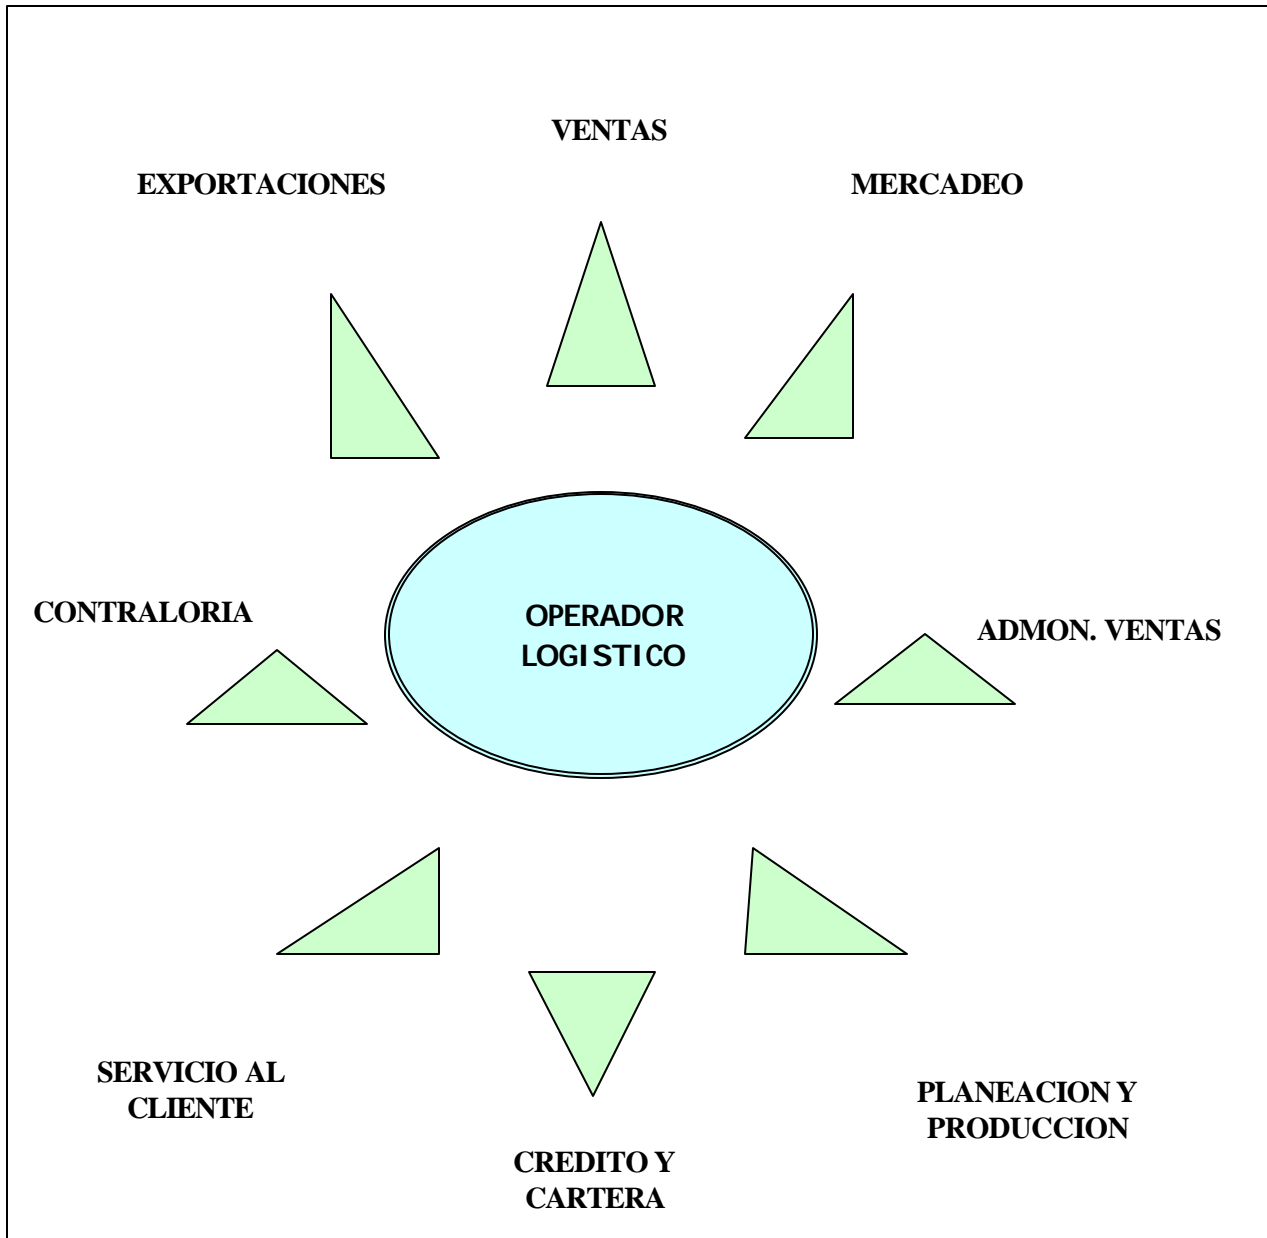 VENTAS
EXPORTACIONES
MERCADEO
CONTRALORIA
OPERADOR
LOGISTICO
ADMON. VENTAS
SERVICIO AL
CLIENTE
PLANEACION Y
PRODUCCION
CREDITO Y
CARTERA